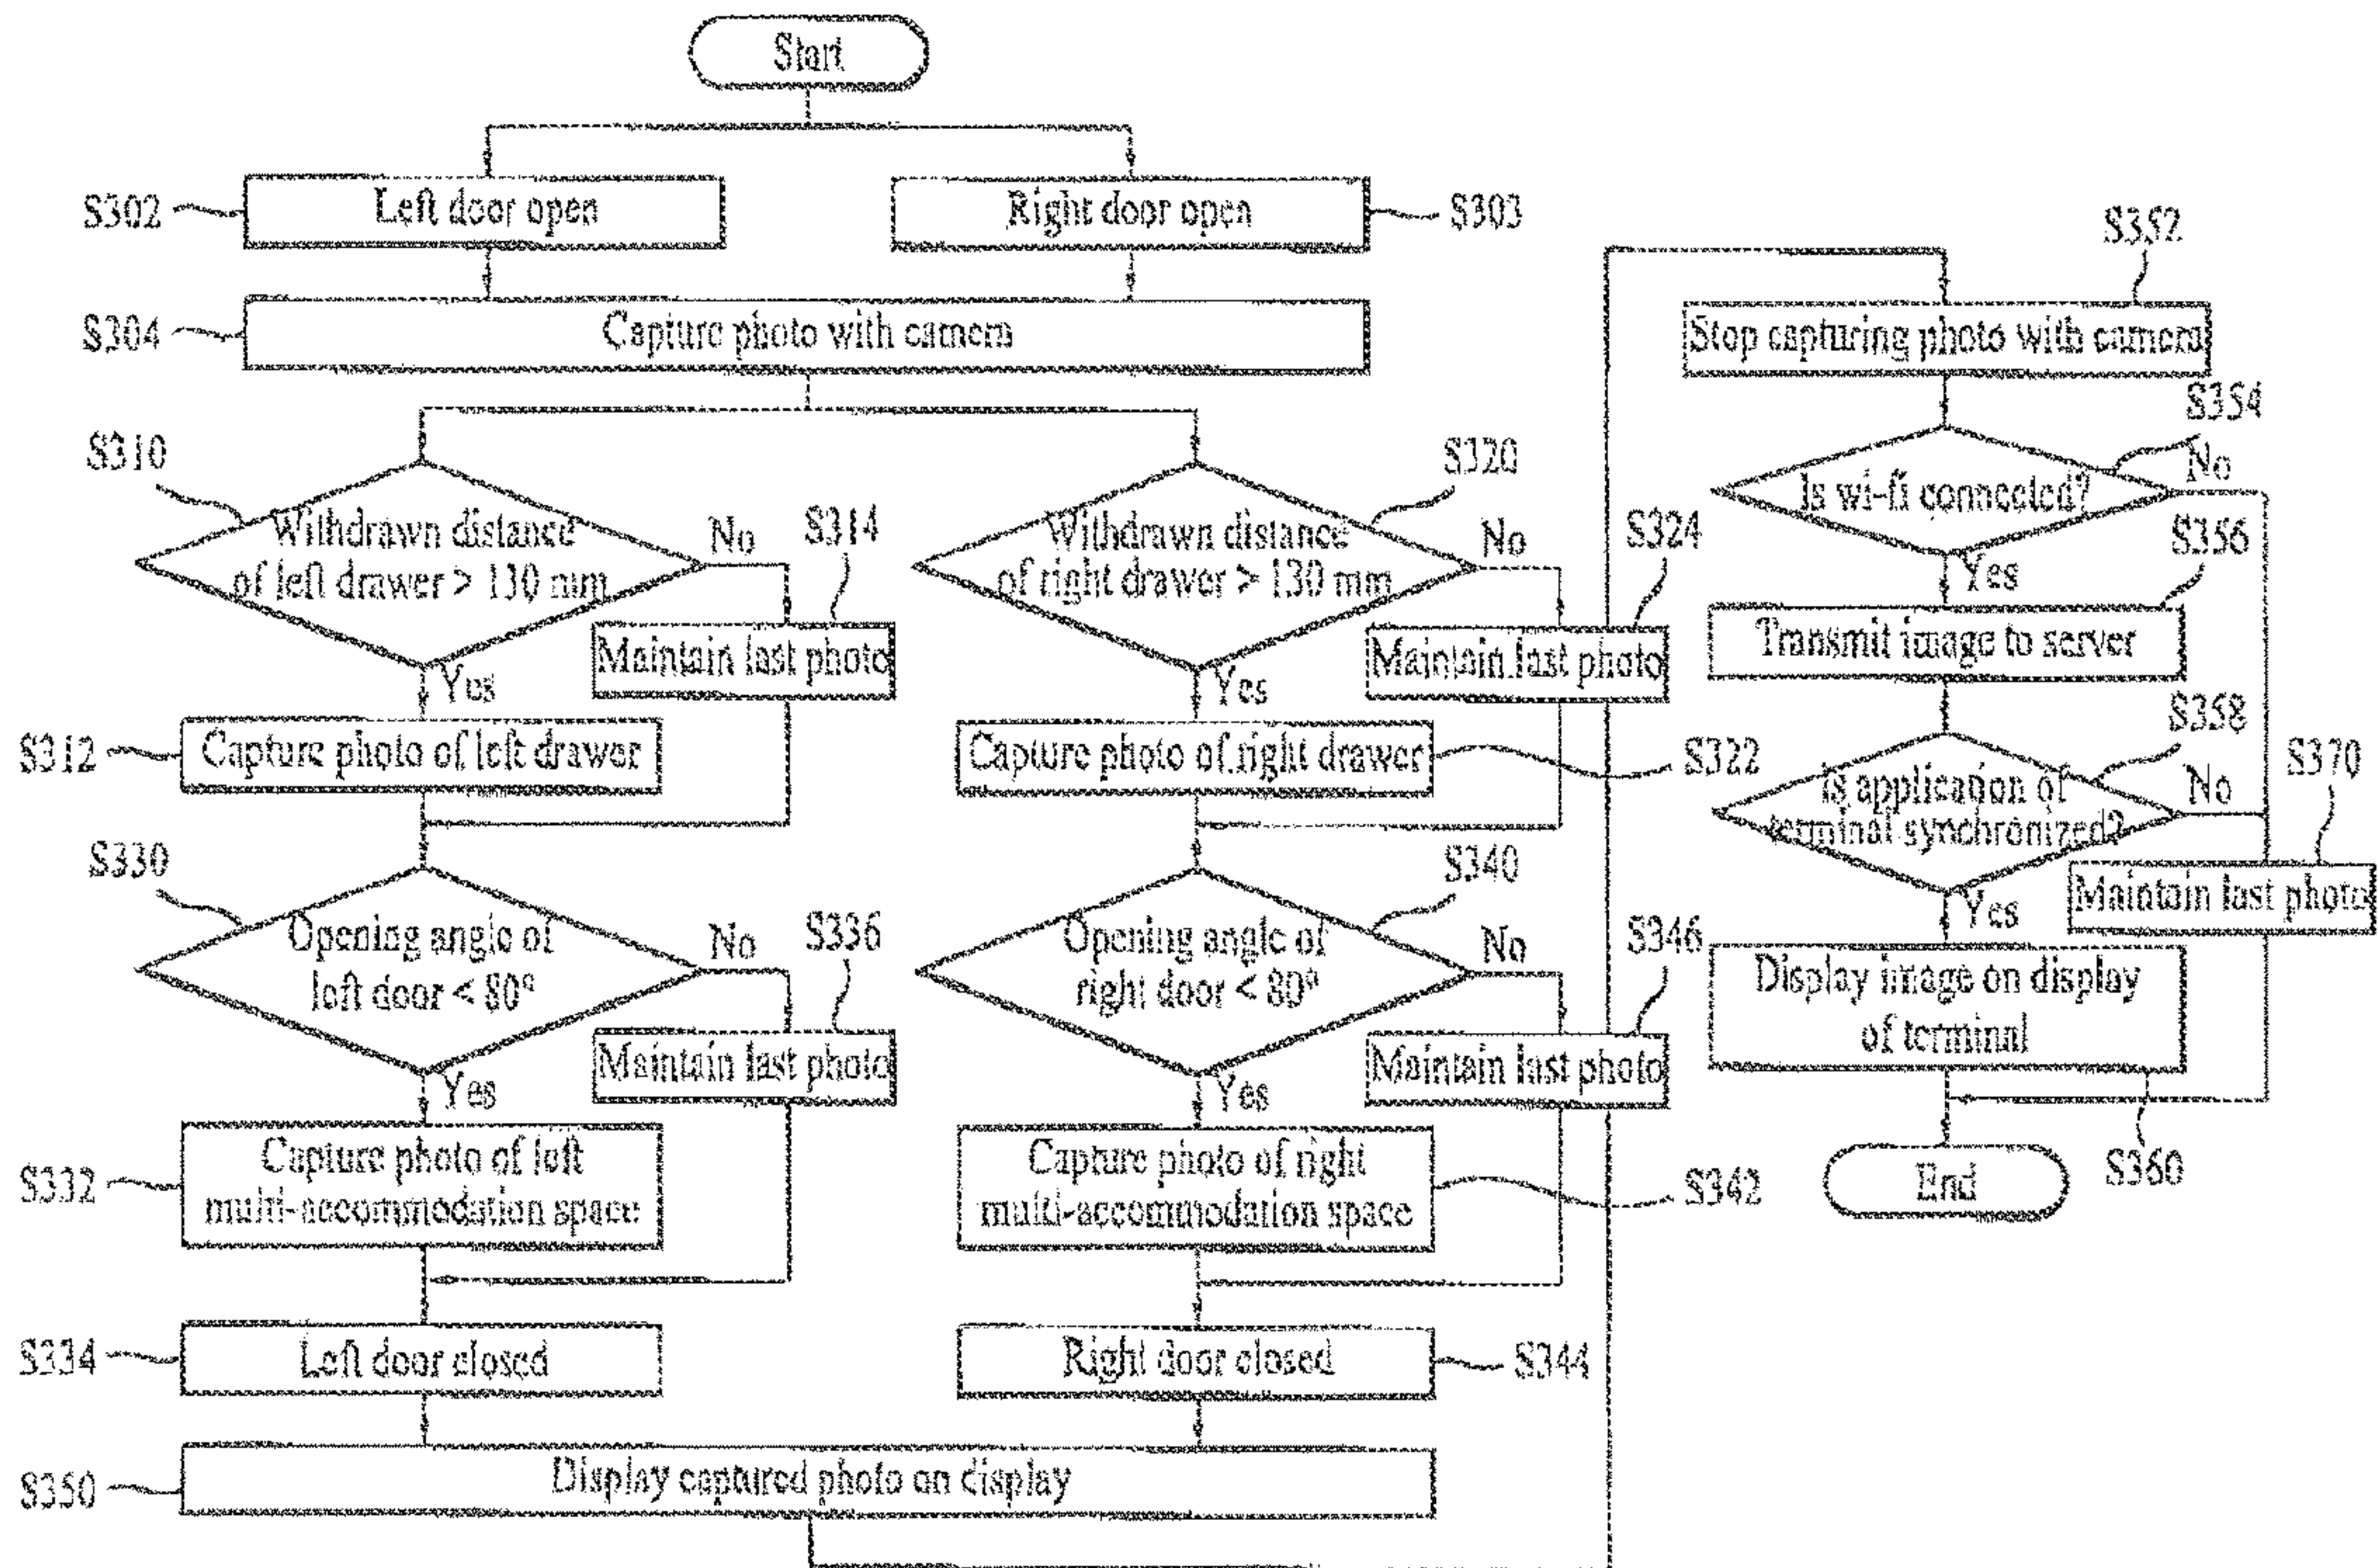 Start
S302
Left door open
Right door open
S303
S304
Capture photo with camera
S310
Withdrawn distance
of left drawer > 130 mm
No
S314
Maintain last photo
Yes
S312
Capture photo of left drawer
S320
Withdrawn distance
of right drawer > 130 mm
No
S324
Maintain last photo
Yes
Capture photo of right drawer
S322
S330
Opening angle of
left door < 80°
No
S336
Maintain last photo
Yes
S332
Capture photo of left
multi-accommodation space
S334
Left door closed
S340
Opening angle of
right door < 80°
No
S346
Maintain last photo
Yes
Capture photo of right
multi-accommodation space
S342
Right door closed
S344
S350
Display captured photo on display
S352
Stop capturing photo with camera
S354
Is wi-fi connected?
No
Yes
S356
Transmit image to server
S358
Is application of
terminal synchronized?
No
S370
Maintain last photo
Yes
Display image on display
of terminal
S360
End